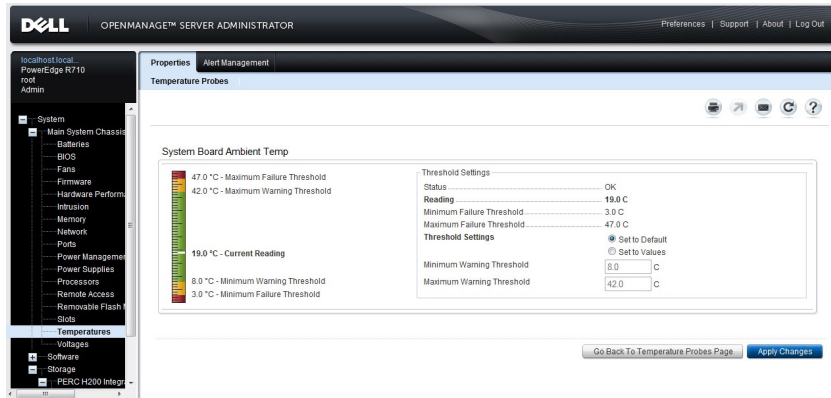 DELL OPENMANAGE™ SERVER ADMINISTRATOR
Preferences | Support | About | Log Out
localhost.local...
PowerEdge R710
root
Admin
System
Main System Chassis
Batteries
BIOS
Fans
Firmware
Hardware Performa
Intrusion
Memory
Network
Ports
Power Managemen
Power Supplies
Processors
Remote Access
Removable Flash M
Slots
Temperatures
Voltages
Software
Storage
PERC H200 Integra
Properties Alert Management
Temperature Probes
System Board Ambient Temp
47.0 °C - Maximum Failure Threshold
42.0 °C - Maximum Warning Threshold
19.0 °C - Current Reading
8.0 °C - Minimum Warning Threshold
3.0 °C - Minimum Failure Threshold
Threshold Settings
Status OK
Reading 19.0 C
Minimum Failure Threshold 3.0 C
Maximum Failure Threshold 47.0 C
Threshold Settings Set to Default
Set to Values
Minimum Warning Threshold 8.0 C
Maximum Warning Threshold 42.0 C
Go Back To Temperature Probes Page Apply Changes